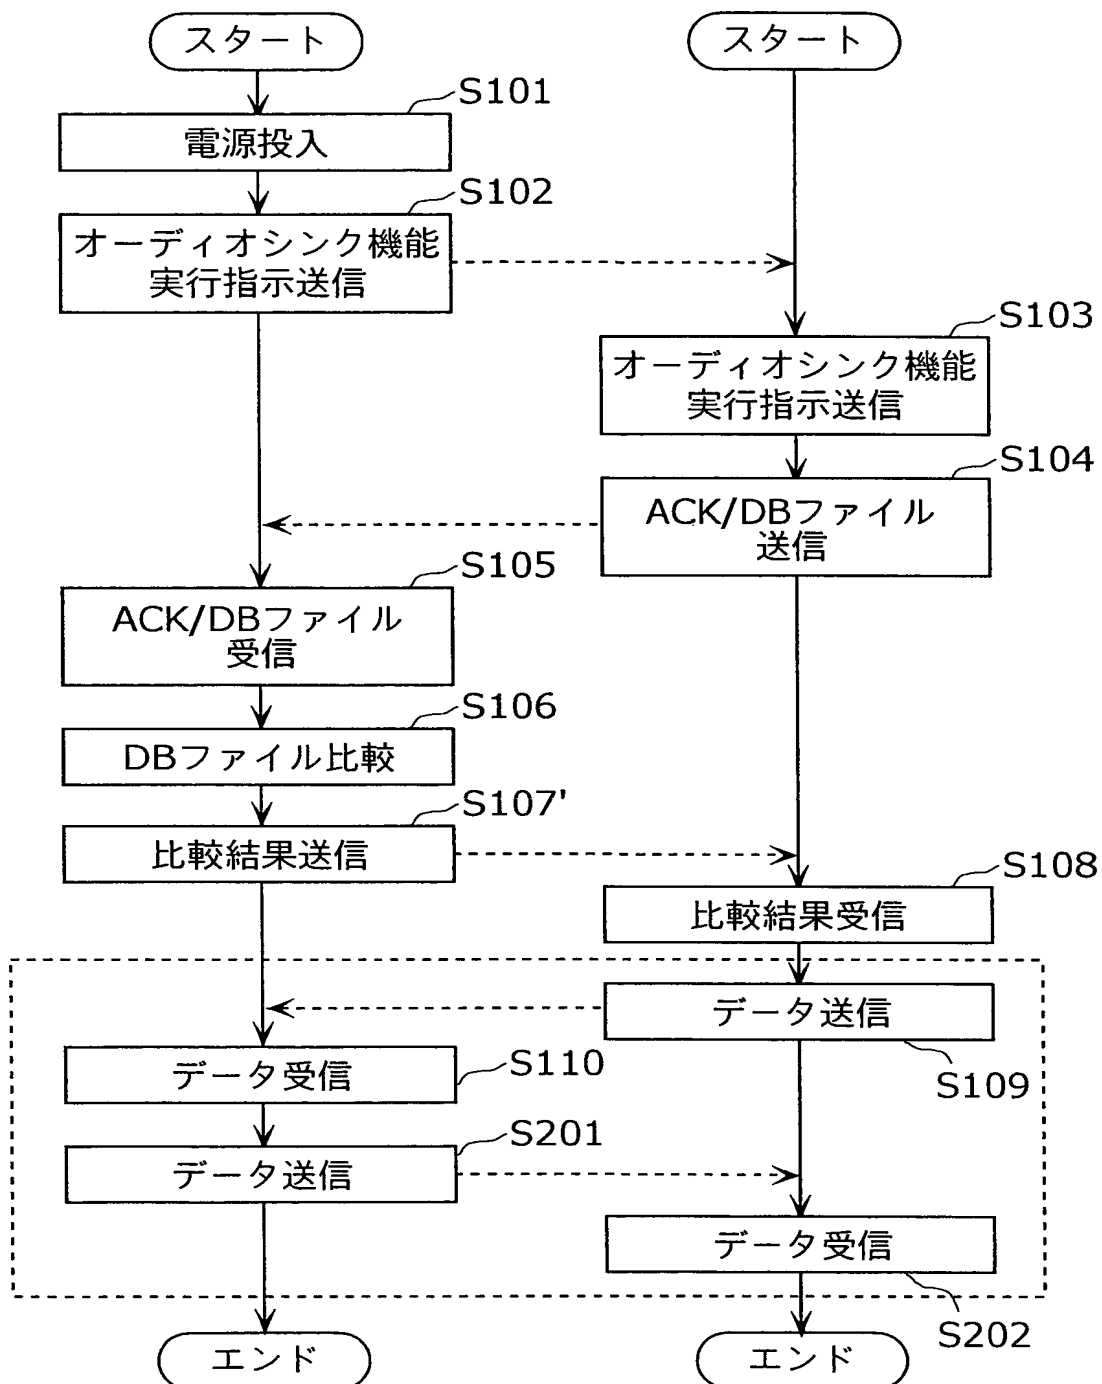 スタート
スタート
S101
電源投入
S102
オーディオシンク機能
実行指示送信
S103
オーディオシンク機能
実行指示送信
S104
ACK/DBファイル
送信
S105
ACK/DBファイル
受信
S106
DBファイル比較
S107'
比較結果送信
S108
比較結果受信
データ送信
S109
データ受信
S110
S201
データ送信
データ受信
S202
エンド
エンド